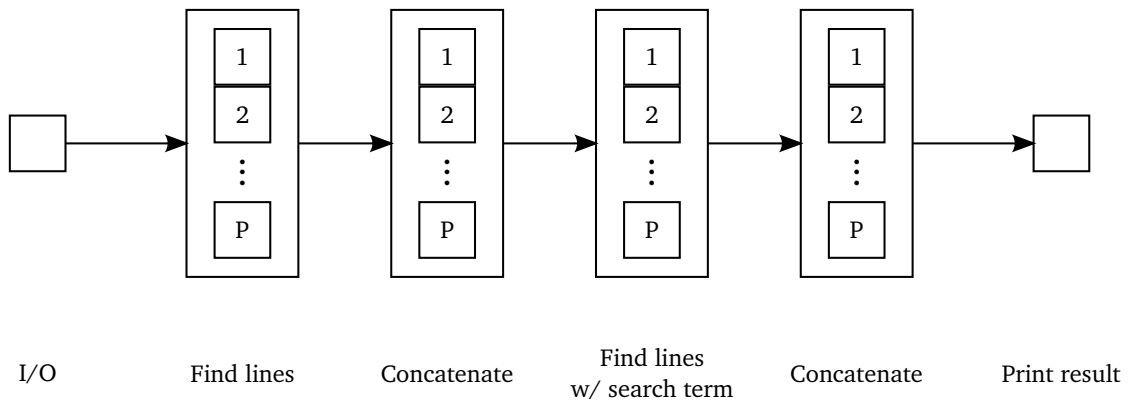 1
2
⋮
P
1
2
⋮
P
1
2
⋮
P
1
2
⋮
P
I/O
Find lines
Concatenate
Find lines
w/ search term
Concatenate
Print result